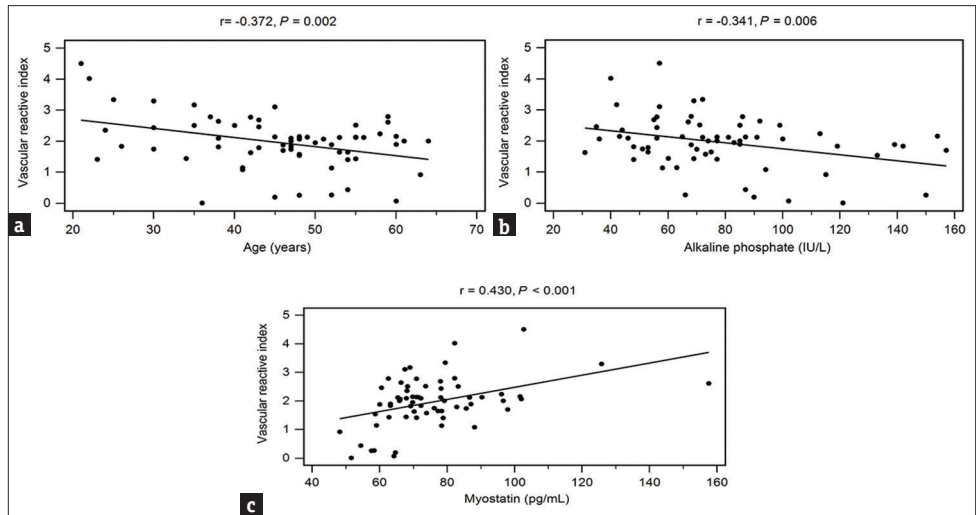 r= -0.372, P = 0.002
5
4
3
2
1
0
Vascular reactive index
20 30 40 50 60 70
Age (years)
a
r = -0.341, P = 0.006
5
4
3
2
1
0
Vascular reactive index
20 40 60 80 100 120 140 160
Alkaline phosphate (IU/L)
b
r = 0.430, P < 0.001
5
4
3
2
1
0
Vascular reactive index
40 60 80 100 120 140 160
Myostatin (pg/mL)
c